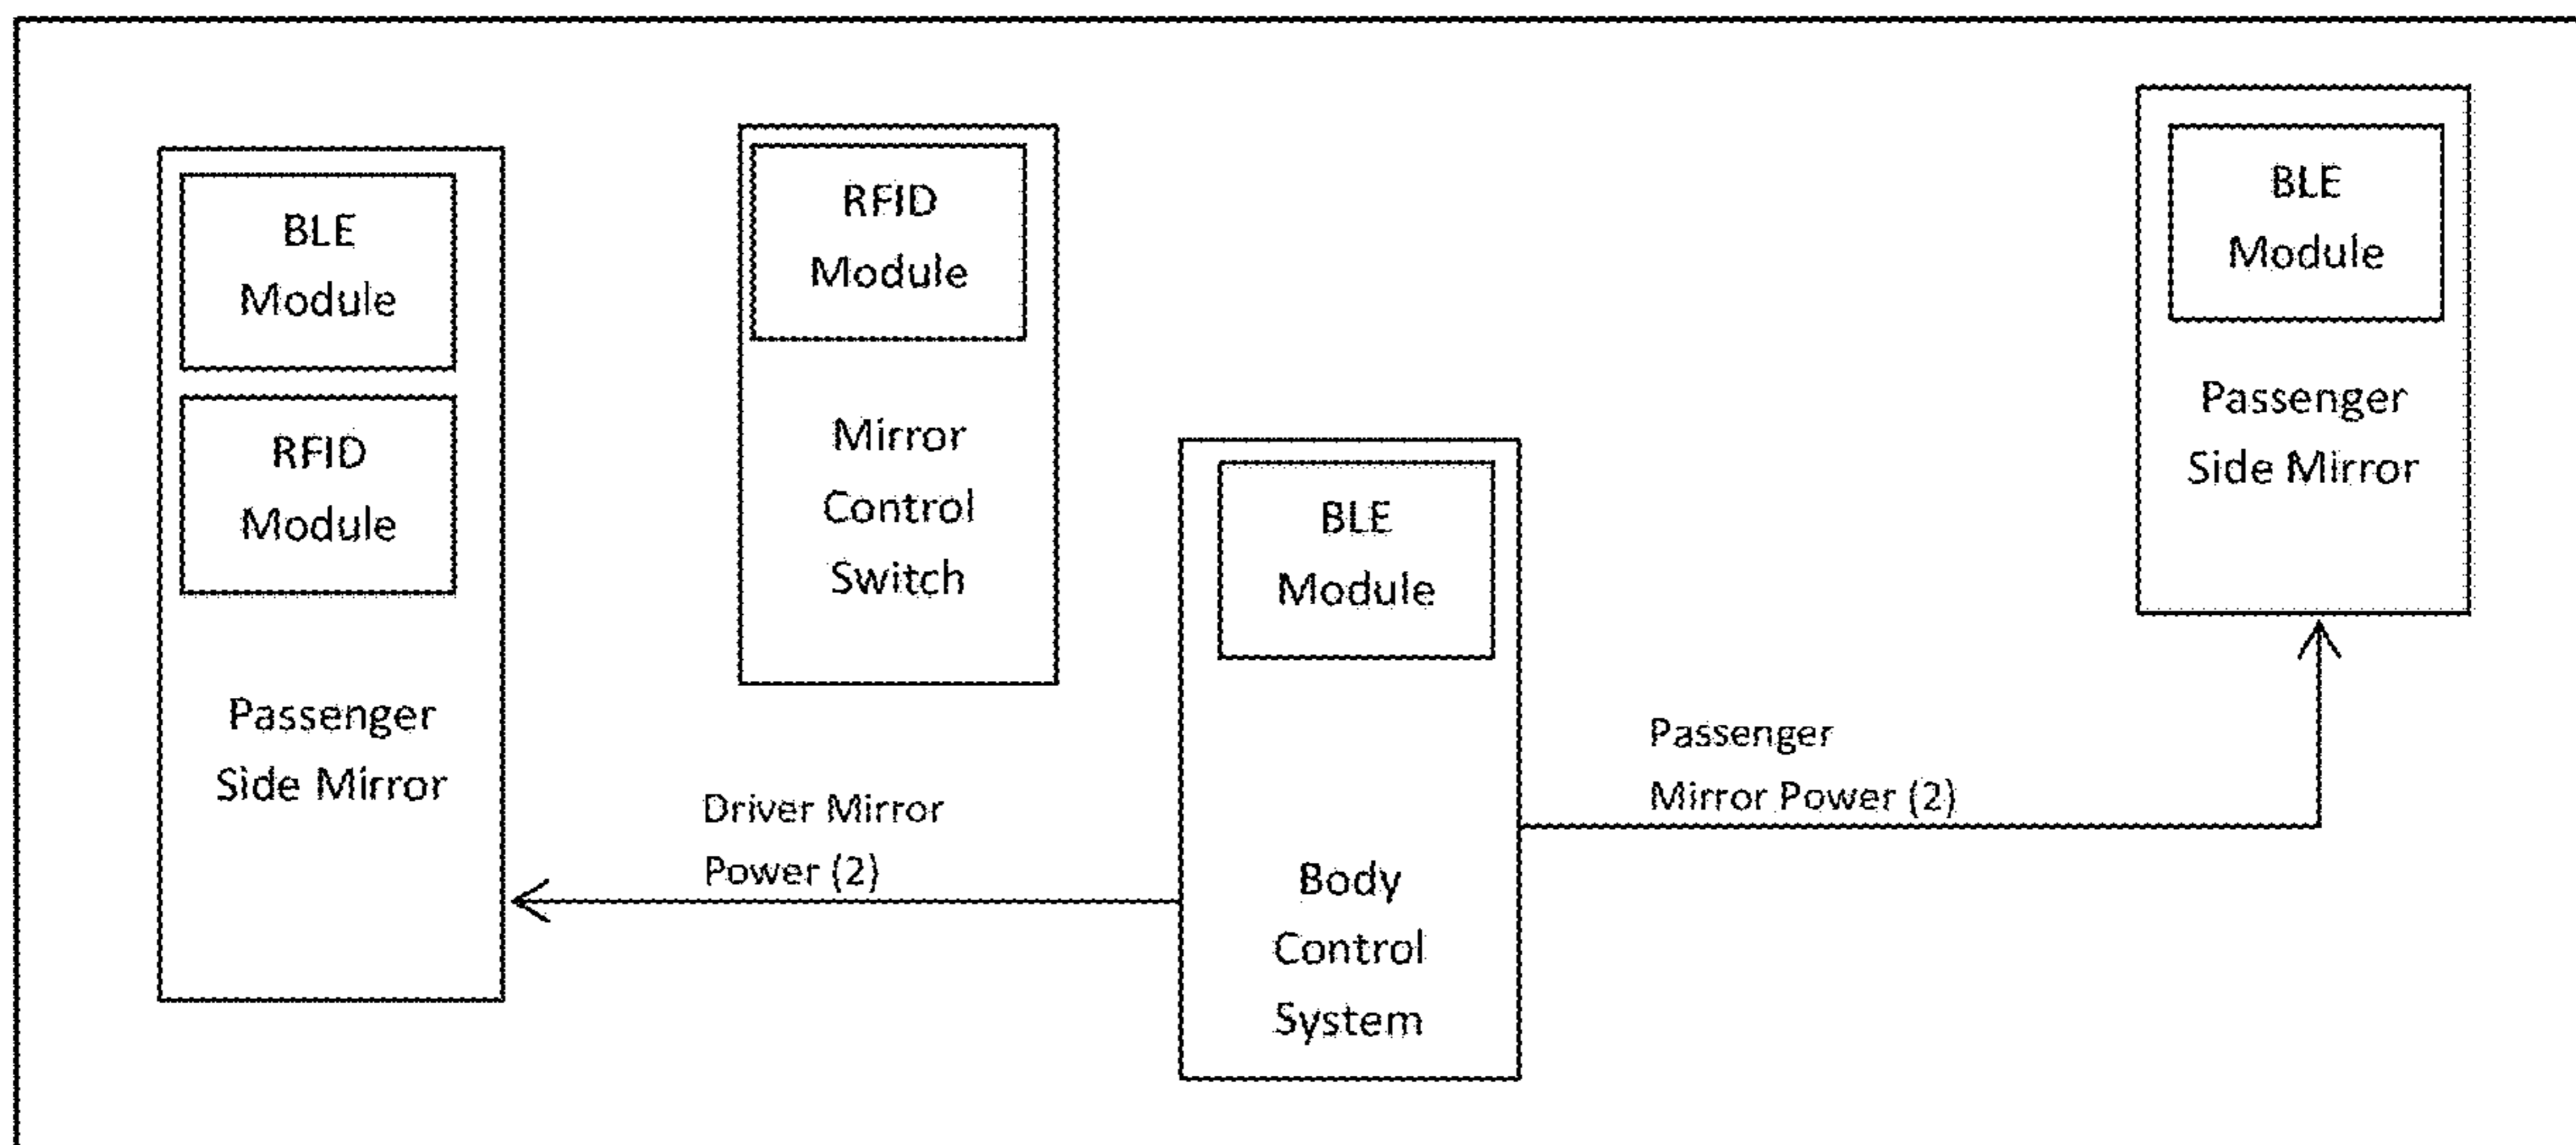 BLE
Module
RFID
Module
Passenger
Side Mirror
RFID
Module
Mirror
Control
Switch
Driver Mirror
Power (2)
BLE
Module
Body
Control
System
Passenger
Mirror Power (2)
BLE
Module
Passenger
Side Mirror